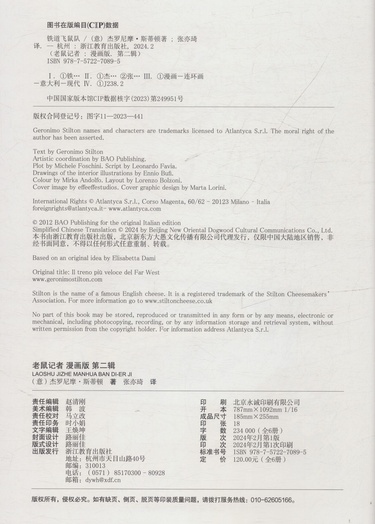 图书在版编目(CIP)数据
铁道飞鼠队 / (意) 杰罗尼摩・斯蒂顿著 ; 张亦琦
译. — 杭州 : 浙江教育出版社, 2024.2
(老鼠记者 : 漫画版. 第二辑)
ISBN 978-7-5722-7089-5
Ⅰ. ①铁… Ⅱ. ①杰… ②张… Ⅲ. ①漫画－连环画
－意大利－现代 Ⅳ. ①J238.2
中国国家版本馆CIP数据核字(2023)第249951号
版权合同登记号: 图字11－2023－441
Geronimo Stilton names and characters are trademarks licensed to Atlantyca S.r.l. The moral right of the
author has been asserted.
Text by Geronimo Stilton
Artistic coordination by BAO Publishing.
Plot by Michele Foschini. Script by Leonardo Favia.
Drawings of the interior illustrations by Ennio Bufi.
Colour by Mirka Andolfo. Layout by Lorenzo Bolzoni.
Cover image by effeeffestudios. Cover graphic design by Marta Lorini.
International Rights © Atlantyca S.r.l., Corso Magenta, 60/62 - 20123 Milano - Italia
foreignrights@atlantyca.it- www.atlantyca.com
© 2012 BAO Publishing for the original Italian edition
Simplified Chinese Translation © 2024 by Beijing New Oriental Dogwood Cultural Communications Co., Ltd.
本书由浙江教育出版社出版, 北京新东方大愚文化传播有限公司代理发行, 仅限中国大陆地区销售。非
经书面同意, 不得以任何形式任意重制、转载。
Based on an original idea by Elisabetta Dami
Original title: Il treno più veloce del Far West
www.geronimostilton.com
Stilton is the name of a famous English cheese. It is a registered trademark of the Stilton Cheesemakers'
Association. For more information go to www.stiltoncheese.co.uk
No part of this book may be stored, reproduced or transmitted in any form or by any means, electronic or
mechanical, including photocopying, recording, or by any information storage and retrieval system, without
written permission from the copyright holder. For information address Atlantyca S.r.l.
老鼠记者 漫画版 第二辑
LAOSHU JIZHE MANHUA BAN DI-ER JI
(意) 杰罗尼摩・斯蒂顿 著 张亦琦 译
责任编辑 赵清刚
美术编辑 韩 波
责任校对 马立改
责任印务 时小娟
文字编辑 王焕坤
封面设计 路丽佳
版式设计 路丽佳
出版发行 浙江教育出版社
地址: 杭州市天目山路40号
邮编: 310013
电话: (0571) 85170300 - 80928
邮箱: dywh@xdf.cn
印 刷 北京永诚印刷有限公司
开 本 787mm×1092mm 1/16
成品尺寸 185mm×255mm
印 张 18
字 数 234 000 (全6册)
版 次 2024年2月第1版
印 次 2024年2月第1次印刷
标准书号 ISBN 978-7-5722-7089-5
定 价 120.00元(全6册)
版权所有, 侵权必究。如有缺页、倒页、脱页等印装质量问题, 请拨打服务热线: 010-62605166。